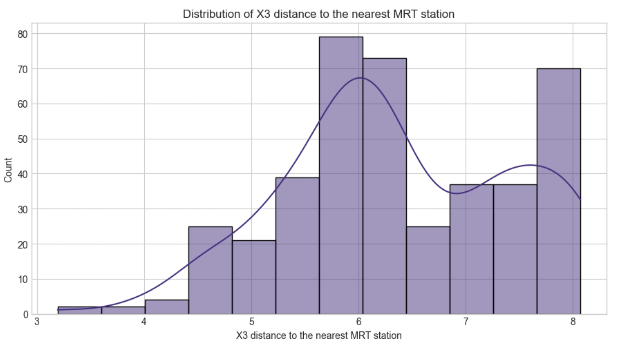 Distribution of X3 distance to the nearest MRT station
80
70
60
50
40
30
20
10
0
Count
3 4 5 6 7 8
X3 distance to the nearest MRT station